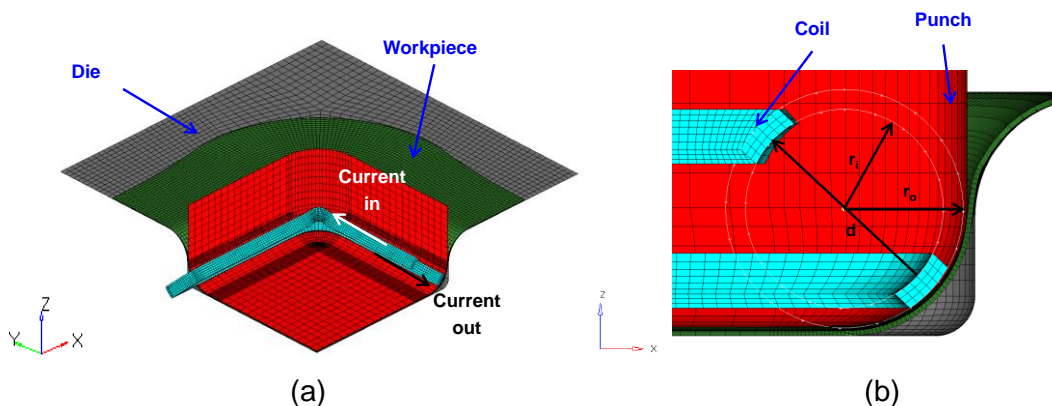 Die
Workpiece
Current
in
Current
out
Z
Y
X
(a)
Coil
Punch
ri
ro
d
z
x
(b)